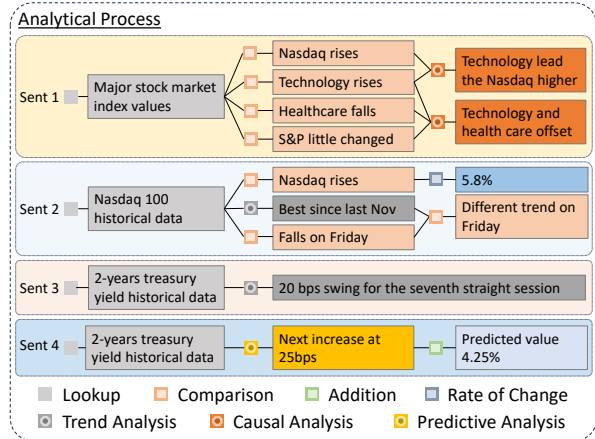 Analytical Process
Sent 1
Major stock market
index values
Nasdaq rises
Technology rises
Healthcare falls
S&P little changed
Technology lead
the Nasdaq higher
Technology and
health care offset
Sent 2
Nasdaq 100
historical data
Nasdaq rises
Best since last Nov
Falls on Friday
5.8%
Different trend on
Friday
Sent 3
2-years treasury
yield historical data
20 bps swing for the seventh straight session
Sent 4
2-years treasury
yield historical data
Next increase at
25bps
Predicted value
4.25%
Lookup
Comparison
Addition
Rate of Change
Trend Analysis
Causal Analysis
Predictive Analysis